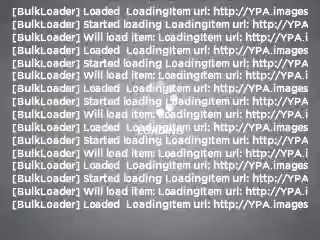 [BulkLoader] Loaded LoadingItem url: http://YPA.images
[BulkLoader] Started loading LoadingItem url: http://YPA
[BulkLoader] Will load item: LoadingItem url: http://YPA.i
[BulkLoader] Loaded LoadingItem url: http://YPA.images
[BulkLoader] Started loading LoadingItem url: http://YPA
[BulkLoader] Will load item: LoadingItem url: http://YPA.i
[BulkLoader] Loaded LoadingItem url: http://YPA.images
[BulkLoader] Started loading LoadingItem url: http://YPA
[BulkLoader] Will load item: LoadingItem url: http://YPA.i
[BulkLoader] Loaded LoadingItem url: http://YPA.images
[BulkLoader] Started loading LoadingItem url: http://YPA
[BulkLoader] Will load item: LoadingItem url: http://YPA.i
[BulkLoader] Loaded LoadingItem url: http://YPA.images
[BulkLoader] Started loading LoadingItem url: http://YPA
[BulkLoader] Will load item: LoadingItem url: http://YPA.i
[BulkLoader] Loaded LoadingItem url: http://YPA.images